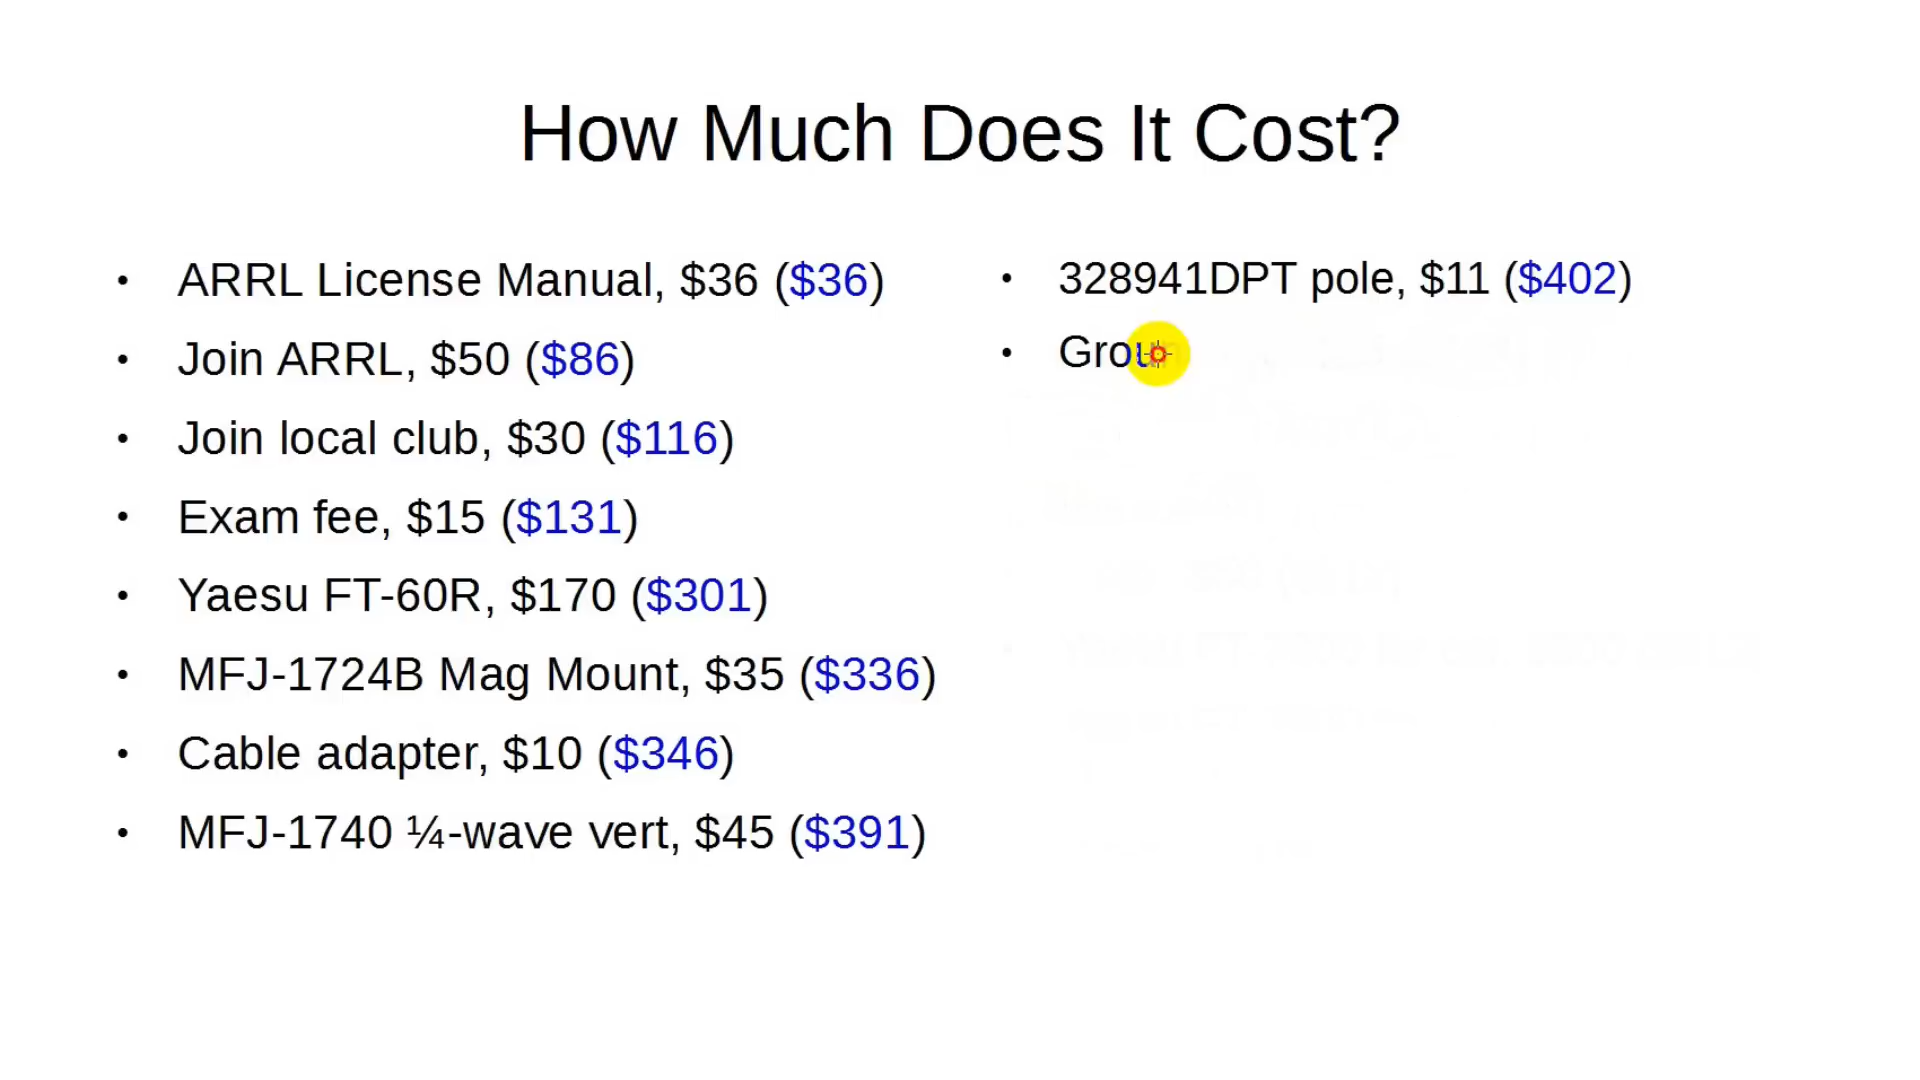 How Much Does It Cost?
• ARRL License Manual, $36 ($36)
• Join ARRL, $50 ($86)
• Join local club, $30 ($116)
• Exam fee, $15 ($131)
• Yaesu FT-60R, $170 ($301)
• MFJ-1724B Mag Mount, $35 ($336)
• Cable adapter, $10 ($346)
• MFJ-1740 ¼-wave vert, $45 ($391)
• 328941DPT pole, $11 ($402)
• Groun